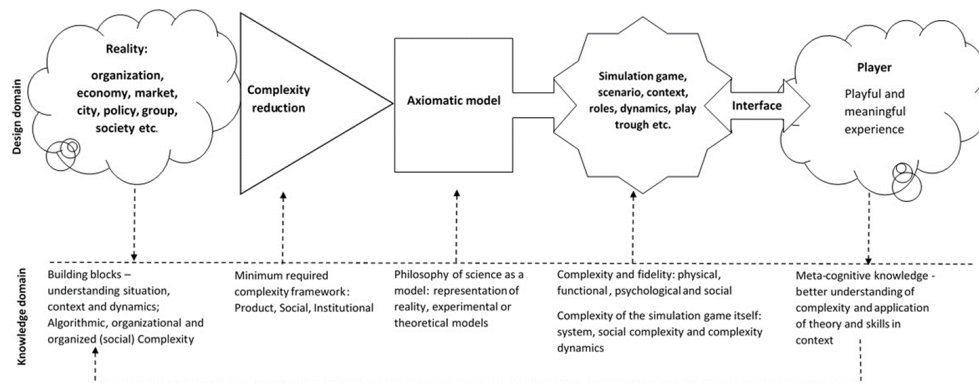 Design domain
Reality:
organization,
economy, market,
city, policy, group,
society etc.
Complexity
reduction
Axiomatic model
Simulation game,
scenario, context,
roles, dynamics, play
trough etc.
Interface
Player
Playful and
meaningful
experience
Knowledge domain
Building blocks –
understanding situation,
context and dynamics;
Algorithmic, organizational and
organized (social) Complexity
Minimum required
complexity framework:
Product, Social, Institutional
Philosophy of science as a
model: representation of
reality, experimental or
theoretical models
Complexity and fidelity: physical,
functional, psychological and social
Complexity of the simulation game itself:
system, social complexity and complexity
dynamics
Meta-cognitive knowledge -
better understanding of
complexity and application
of theory and skills in
context